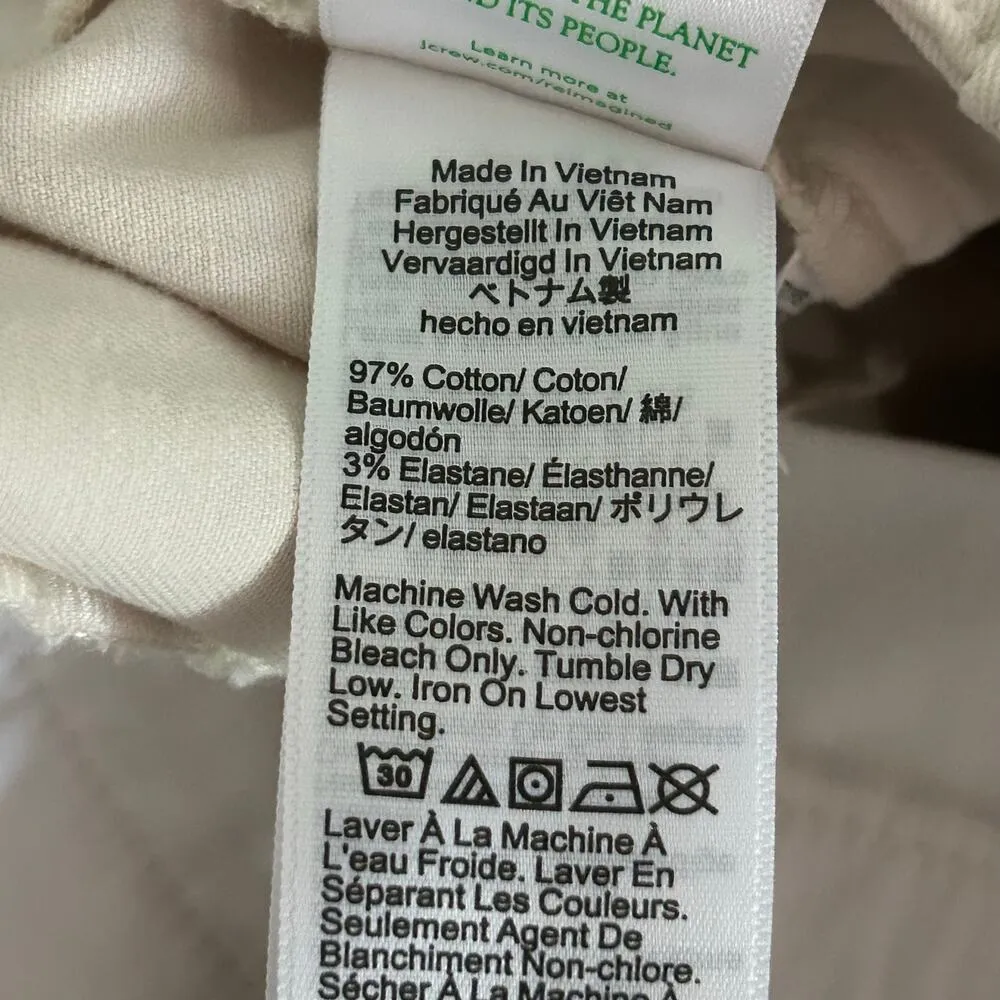 THE PLANET
ITS PEOPLE.
Learn more at
jcrew.com/reimagined
Made In Vietnam
Fabriqué Au Viêt Nam
Hergestellt In Vietnam
Vervaardigd In Vietnam
ベトナム製
hecho en vietnam
97% Cotton/ Coton/
Baumwolle/ Katoen/ 綿/
algodón
3% Elastane/ Élasthanne/
Elastan/ Elastaan/ ポリウレ
タン/ elastano
Machine Wash Cold. With
Like Colors. Non-chlorine
Bleach Only. Tumble Dry
Low. Iron On Lowest
Setting.
30
Laver À La Machine À
L'eau Froide. Laver En
Séparant Les Couleurs.
Seulement Agent De
Blanchiment Non-chlore.
Sécher À La Machine À